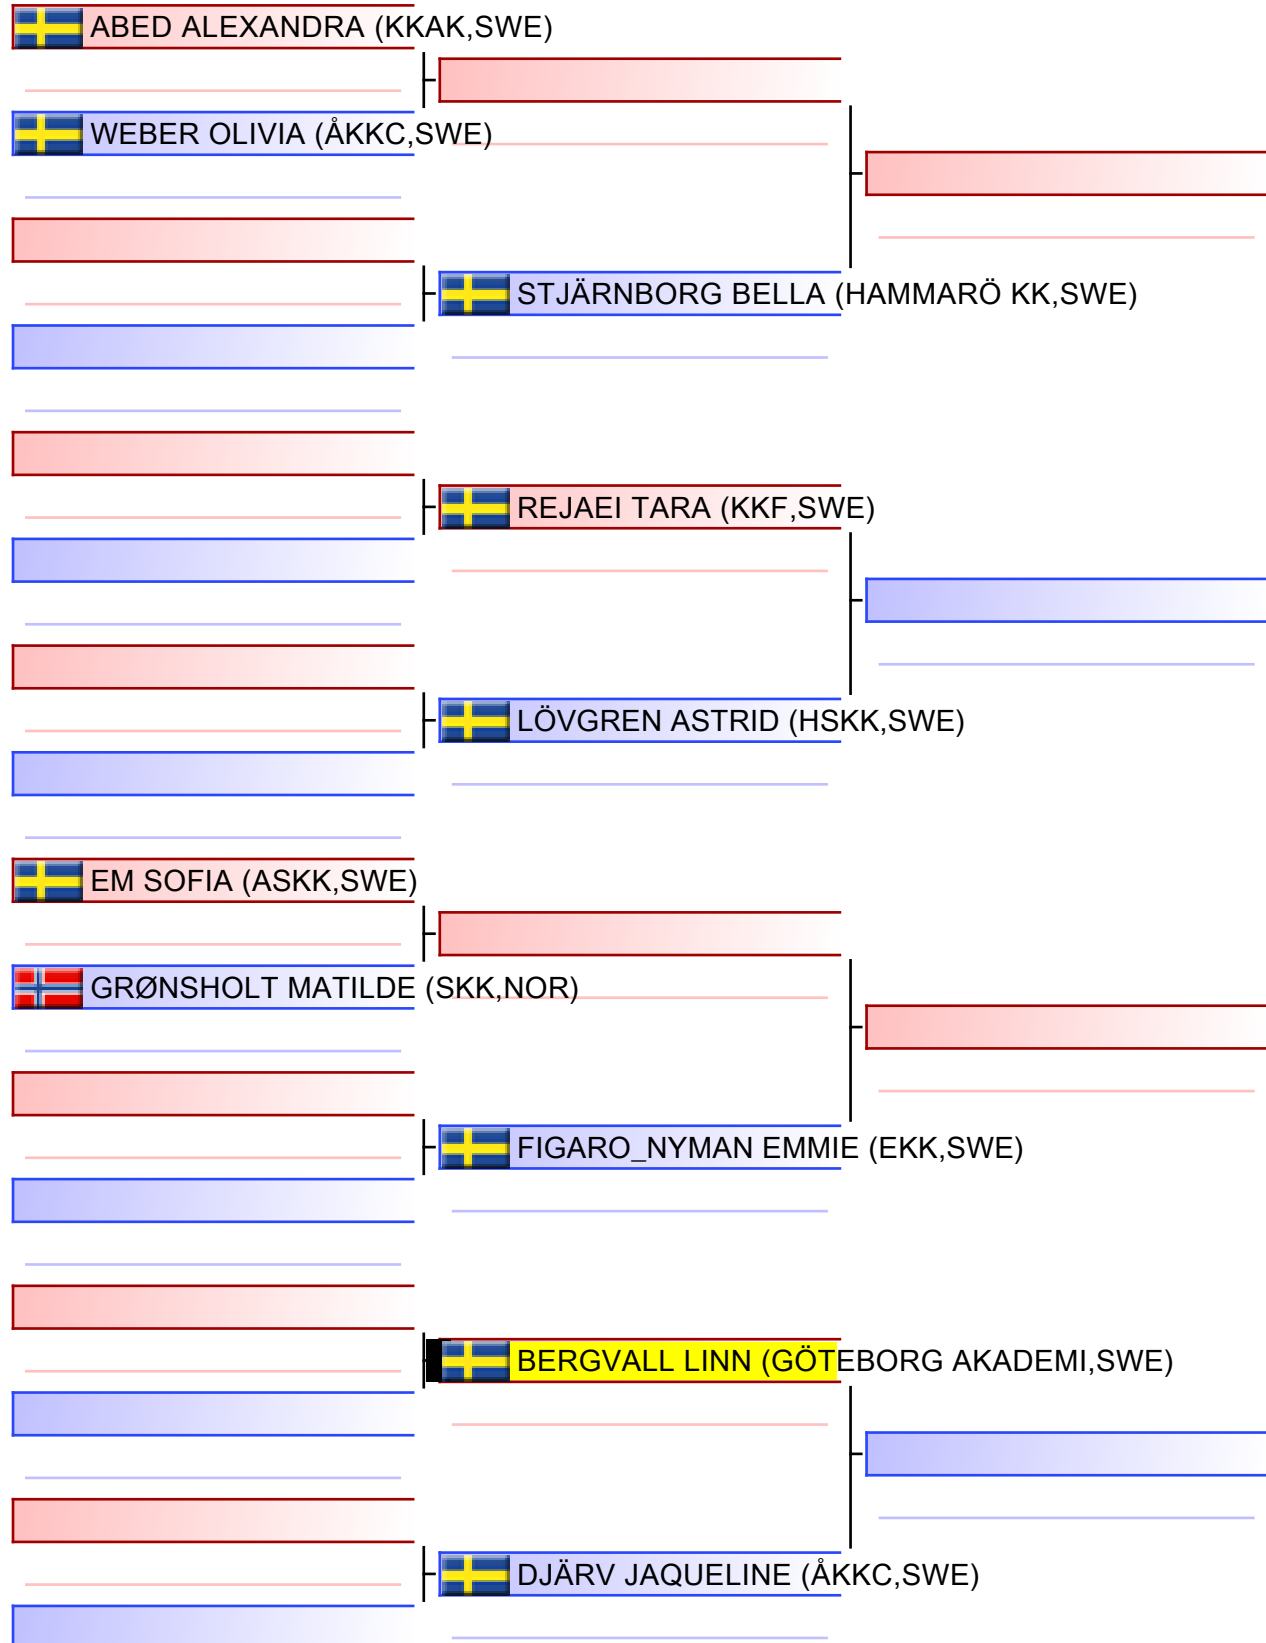 ABED ALEXANDRA (KKAK,SWE)
WEBER OLIVIA (ÅKKC,SWE)
STJÄRNBORG BELLA (HAMMARÖ KK,SWE)
REJAEI TARA (KKF,SWE)
LÖVGREN ASTRID (HSKK,SWE)
EM SOFIA (ASKK,SWE)
GRØNSHOLT MATILDE (SKK,NOR)
FIGARO_NYMAN EMMIE (EKK,SWE)
BERGVALL LINN (GÖTEBORG AKADEMI,SWE)
DJÄRV JAQUELINE (ÅKKC,SWE)